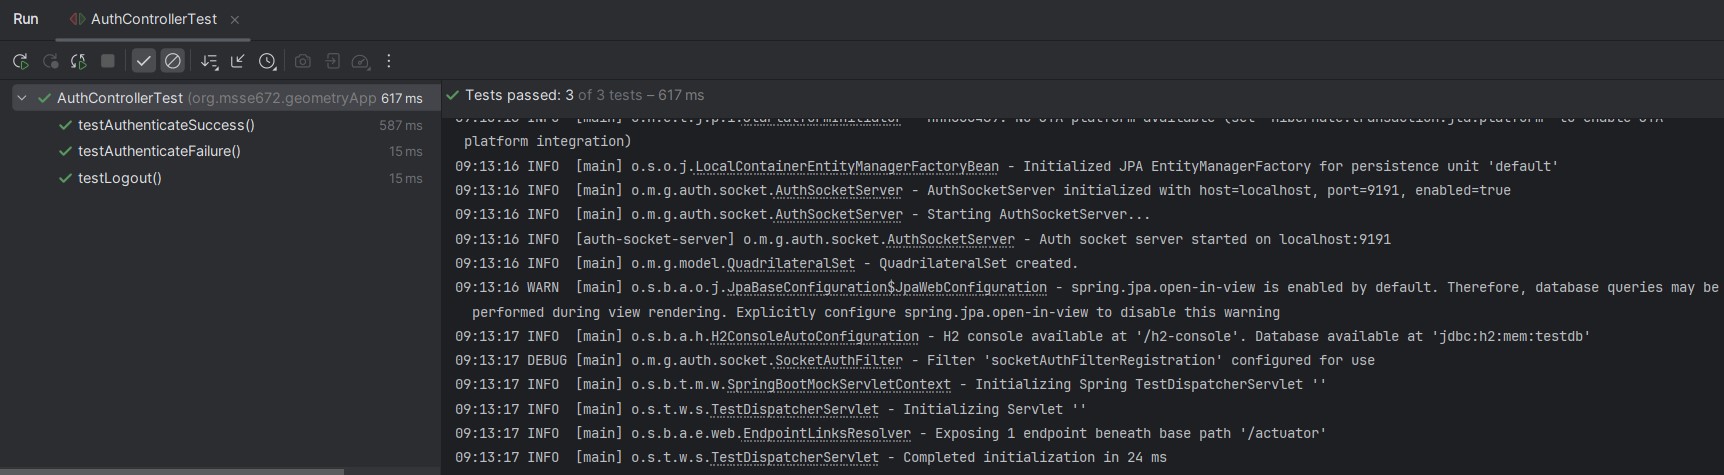 Run AuthControllerTest
AuthControllerTest (org.msse672.geometryApp 617 ms
testAuthenticateSuccess() 587 ms
testAuthenticateFailure() 15 ms
testLogout() 15 ms
Tests passed: 3 of 3 tests – 617 ms
platform integration)
09:13:16 INFO  [main] o.s.o.j.LocalContainerEntityManagerFactoryBean - Initialized JPA EntityManagerFactory for persistence unit 'default'
09:13:16 INFO  [main] o.m.g.auth.socket.AuthSocketServer - AuthSocketServer initialized with host=localhost, port=9191, enabled=true
09:13:16 INFO  [main] o.m.g.auth.socket.AuthSocketServer - Starting AuthSocketServer...
09:13:16 INFO  [auth-socket-server] o.m.g.auth.socket.AuthSocketServer - Auth socket server started on localhost:9191
09:13:16 INFO  [main] o.m.g.model.QuadrilateralSet - QuadrilateralSet created.
09:13:16 WARN  [main] o.s.b.a.o.j.JpaBaseConfiguration$JpaWebConfiguration - spring.jpa.open-in-view is enabled by default. Therefore, database queries may be
performed during view rendering. Explicitly configure spring.jpa.open-in-view to disable this warning
09:13:17 INFO  [main] o.s.b.a.h.H2ConsoleAutoConfiguration - H2 console available at '/h2-console'. Database available at 'jdbc:h2:mem:testdb'
09:13:17 DEBUG [main] o.m.g.auth.socket.SocketAuthFilter - Filter 'socketAuthFilterRegistration' configured for use
09:13:17 INFO  [main] o.s.b.t.m.w.SpringBootMockServletContext - Initializing Spring TestDispatcherServlet ''
09:13:17 INFO  [main] o.s.t.w.s.TestDispatcherServlet - Initializing Servlet ''
09:13:17 INFO  [main] o.s.b.a.e.web.EndpointLinksResolver - Exposing 1 endpoint beneath base path '/actuator'
09:13:17 INFO  [main] o.s.t.w.s.TestDispatcherServlet - Completed initialization in 24 ms